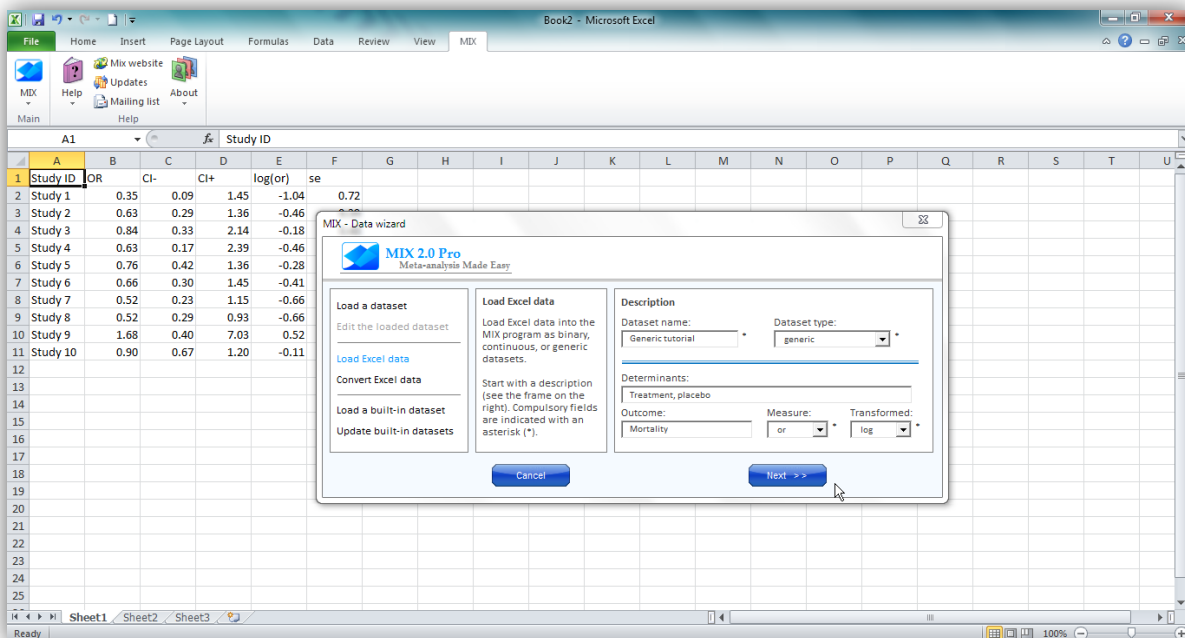 Book2 - Microsoft Excel
File Home Insert Page Layout Formulas Data Review View MIX
MIX
Help
Mix website
Updates
Mailing list
About
Main
Help
A1 fx Study ID
A B C D E F G H I J K L M N O P Q R S T U
1 Study ID OR CI- CI+ log(or) se
2 Study 1 0.35 0.09 1.45 -1.04 0.72
3 Study 2 0.63 0.29 1.36 -0.46
4 Study 3 0.84 0.33 2.14 -0.18
5 Study 4 0.63 0.17 2.39 -0.46
6 Study 5 0.76 0.42 1.36 -0.28
7 Study 6 0.66 0.30 1.45 -0.41
8 Study 7 0.52 0.23 1.15 -0.66
9 Study 8 0.52 0.29 0.93 -0.66
10 Study 9 1.68 0.40 7.03 0.52
11 Study 10 0.90 0.67 1.20 -0.11
12
13
14
15
16
17
18
19
20
21
22
23
24
25
MIX - Data wizard
MIX 2.0 Pro
Meta-analysis Made Easy
Load a dataset
Edit the loaded dataset
Load Excel data
Convert Excel data
Load a built-in dataset
Update built-in datasets
Load Excel data
Load Excel data into the
MIX program as binary,
continuous, or generic
datasets.
Start with a description
(see the frame on the
right). Compulsory fields
are indicated with an
asterisk (*).
Description
Dataset name: Dataset type:
Generic tutorial * generic *
Determinants:
Treatment, placebo
Outcome: Measure: Transformed:
Mortality or * log *
Cancel Next >>
Sheet1 Sheet2 Sheet3
Ready 100%